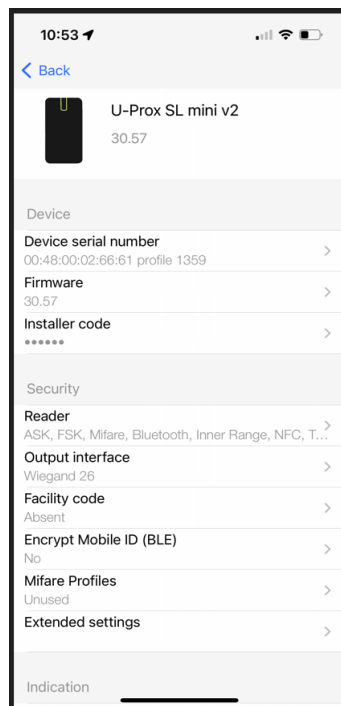 10:53
Back
U-Prox SL mini v2
30.57
Device
Device serial number
00:48:00:02:66:61 profile 1359
Firmware
30.57
Installer code
••••••
Security
Reader
ASK, FSK, Mifare, Bluetooth, Inner Range, NFC, T...
Output interface
Wiegand 26
Facility code
Absent
Encrypt Mobile ID (BLE)
No
Mifare Profiles
Unused
Extended settings
Indication